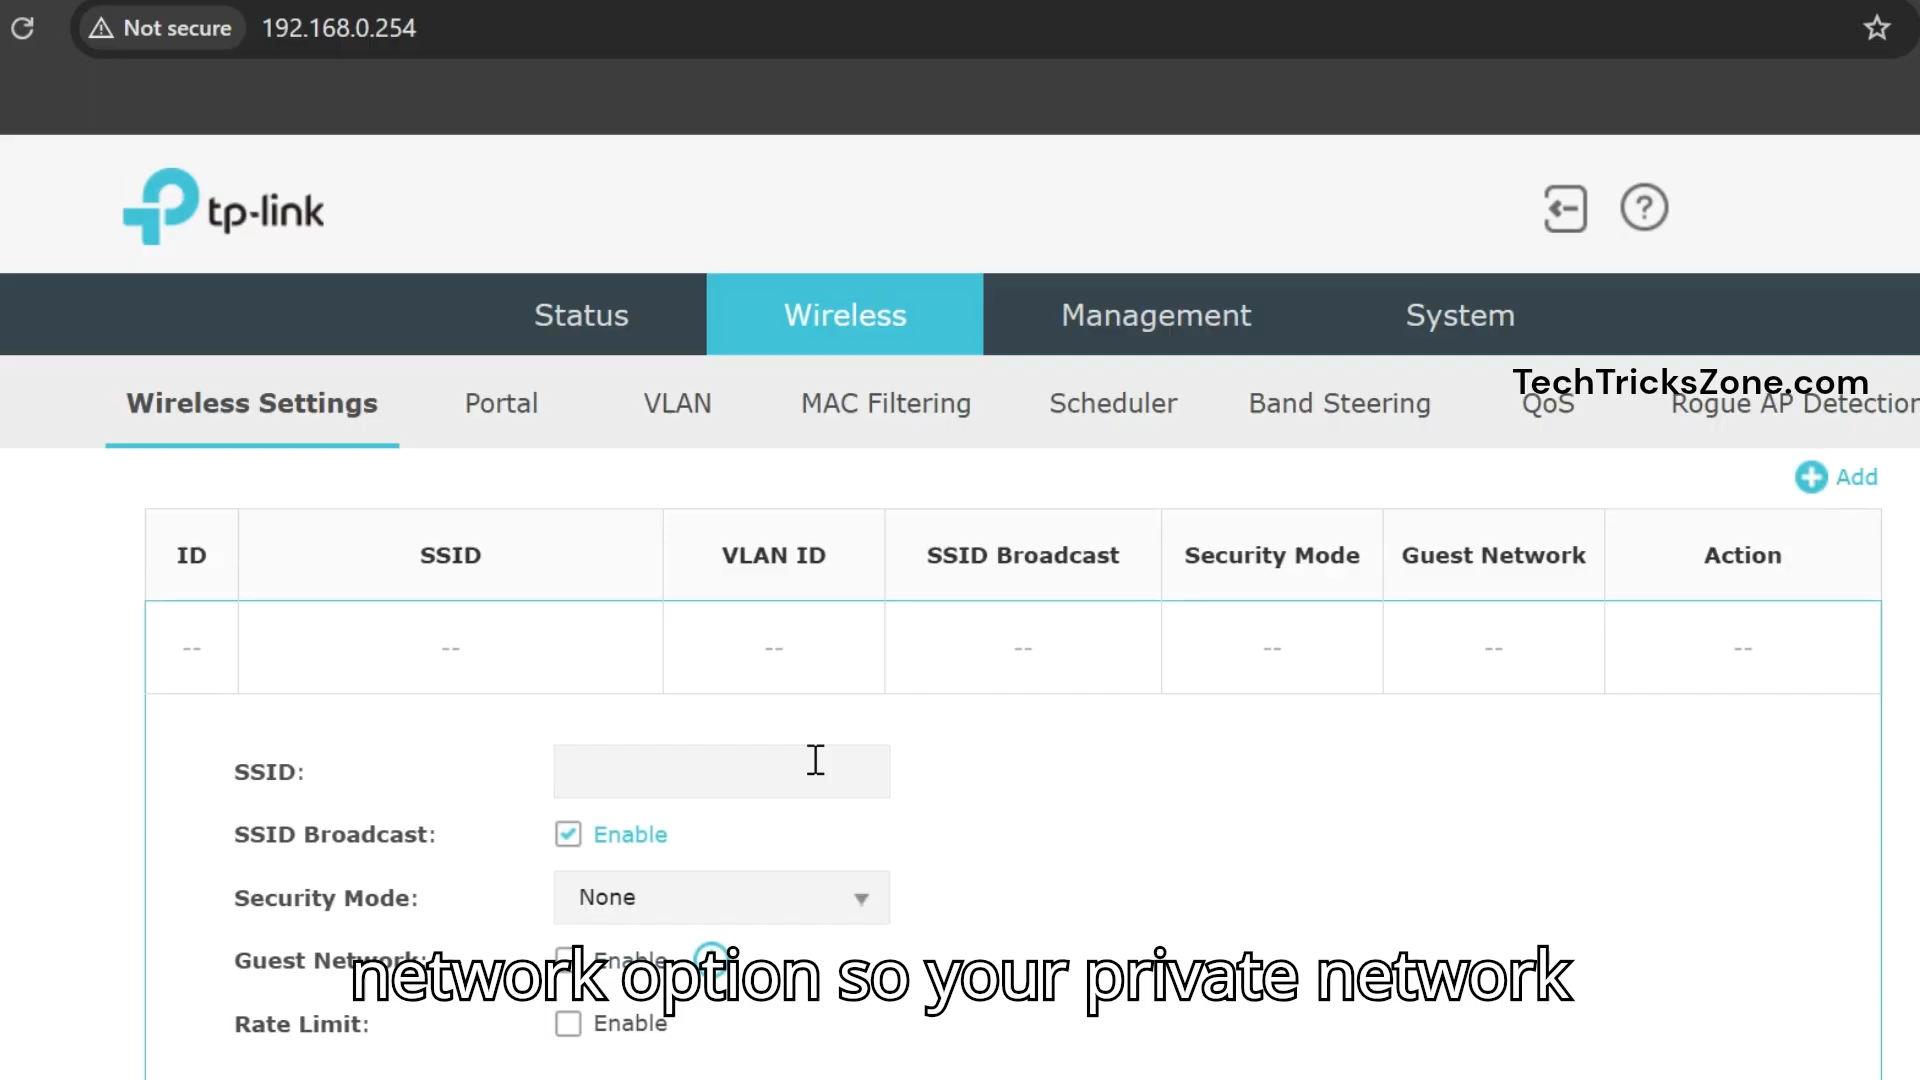 Not secure 192.168.0.254
tp-link
?
Status Wireless Management System
TechTricksZone.com
Wireless Settings Portal VLAN MAC Filtering Scheduler Band Steering QoS Rogue AP Detection
Add
ID SSID VLAN ID SSID Broadcast Security Mode Guest Network Action
-- -- -- -- -- -- --
SSID:
SSID Broadcast: Enable
Security Mode: None
Guest Network: Enable
network option so your private network
Rate Limit: Enable